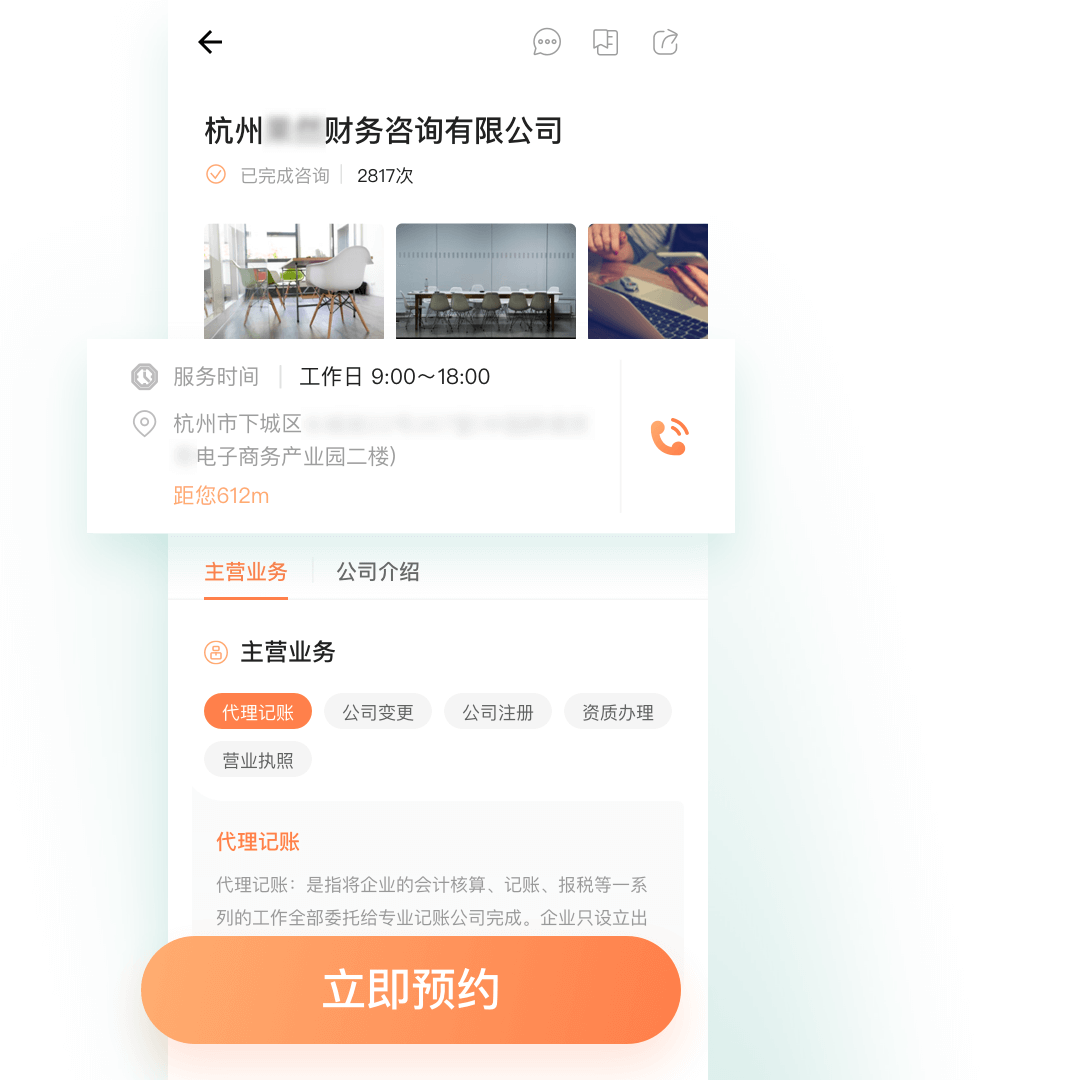 杭州财务咨询有限公司
已完成咨询 2817次
服务时间 工作日 9:00～18:00
杭州市下城区
电子商务产业园二楼)
距您612m
主营业务 公司介绍
主营业务
代理记账 公司变更 公司注册 资质办理
营业执照
代理记账
代理记账：是指将企业的会计核算、记账、报税等一系
列的工作全部委托给专业记账公司完成。企业只设立出
立即预约